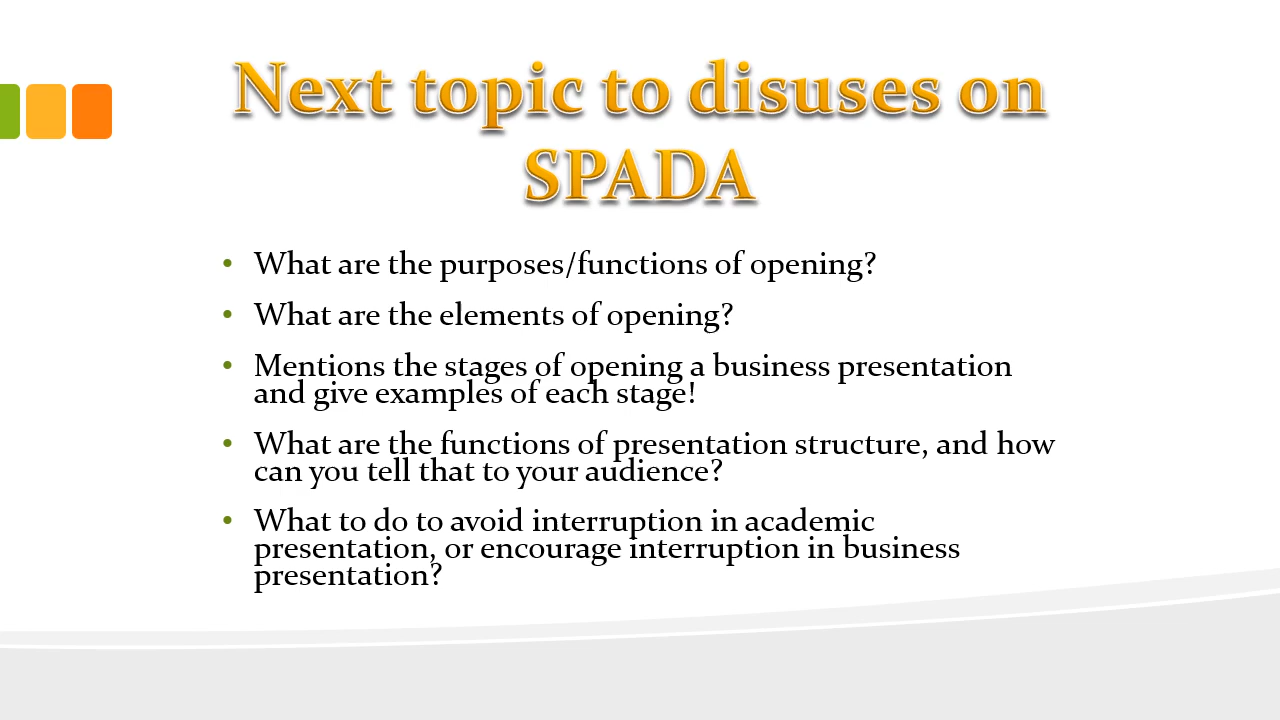 Next topic to disuses on
SPADA
• What are the purposes/functions of opening?
• What are the elements of opening?
• Mentions the stages of opening a business presentation
and give examples of each stage!
• What are the functions of presentation structure, and how
can you tell that to your audience?
• What to do to avoid interruption in academic
presentation, or encourage interruption in business
presentation?